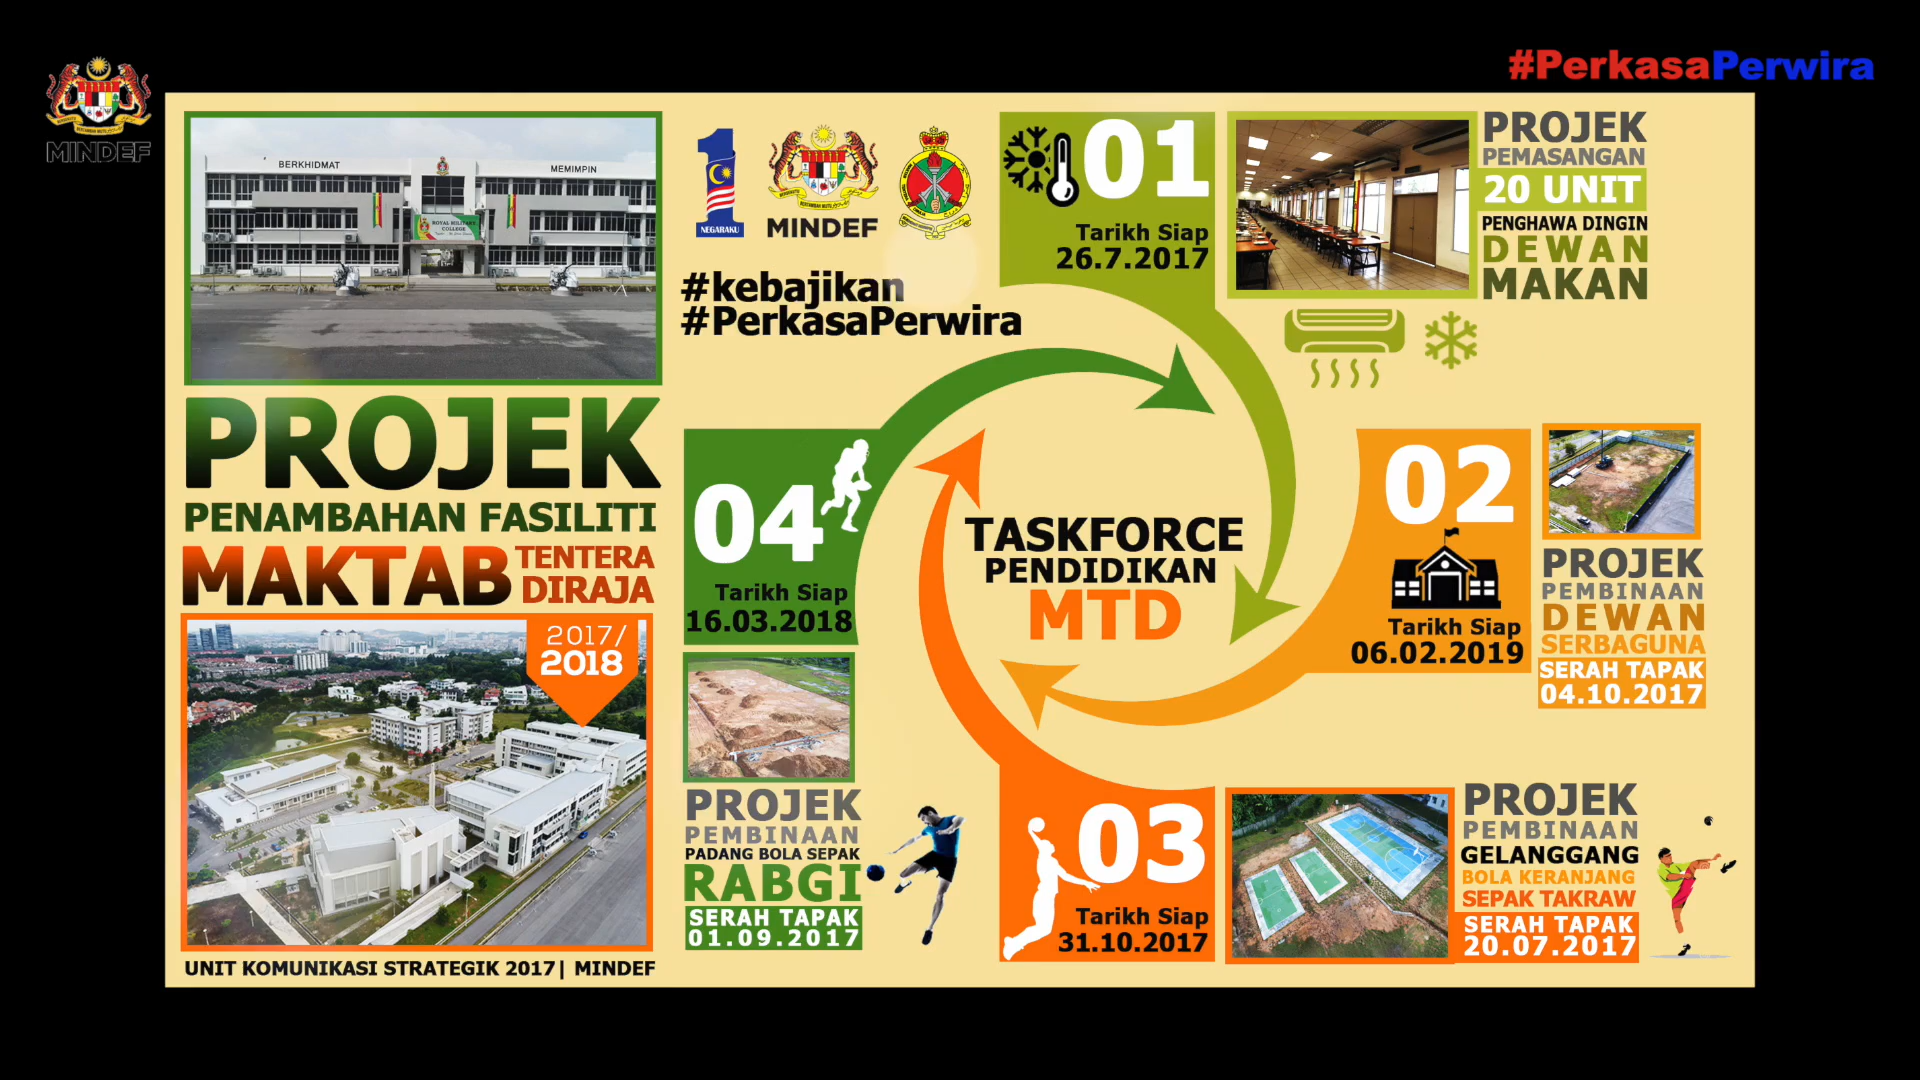 MINDEF
#PerkasaPerwira
BERKHIDMAT
MEMIMPIN
ROYAL MILITARY
COLLEGE
PROJEK
PENAMBAHAN FASILITI
MAKTAB TENTERA
DIRAJA
2017/
2018
UNIT KOMUNIKASI STRATEGIK 2017| MINDEF
1
NEGARAKU
MINDEF
#kebajikan
#PerkasaPerwira
TASKFORCE
PENDIDIKAN
MTD
01
Tarikh Siap
26.7.2017
PROJEK
PEMASANGAN
20 UNIT
PENGHAWA DINGIN
DEWAN
MAKAN
02
Tarikh Siap
06.02.2019
PROJEK
PEMBINAAN
DEWAN
SERBAGUNA
SERAH TAPAK
04.10.2017
03
Tarikh Siap
31.10.2017
PROJEK
PEMBINAAN
GELANGGANG
BOLA KERANJANG
SEPAK TAKRAW
SERAH TAPAK
20.07.2017
04
Tarikh Siap
16.03.2018
PROJEK
PEMBINAAN
PADANG BOLA SEPAK
RABGI
SERAH TAPAK
01.09.2017